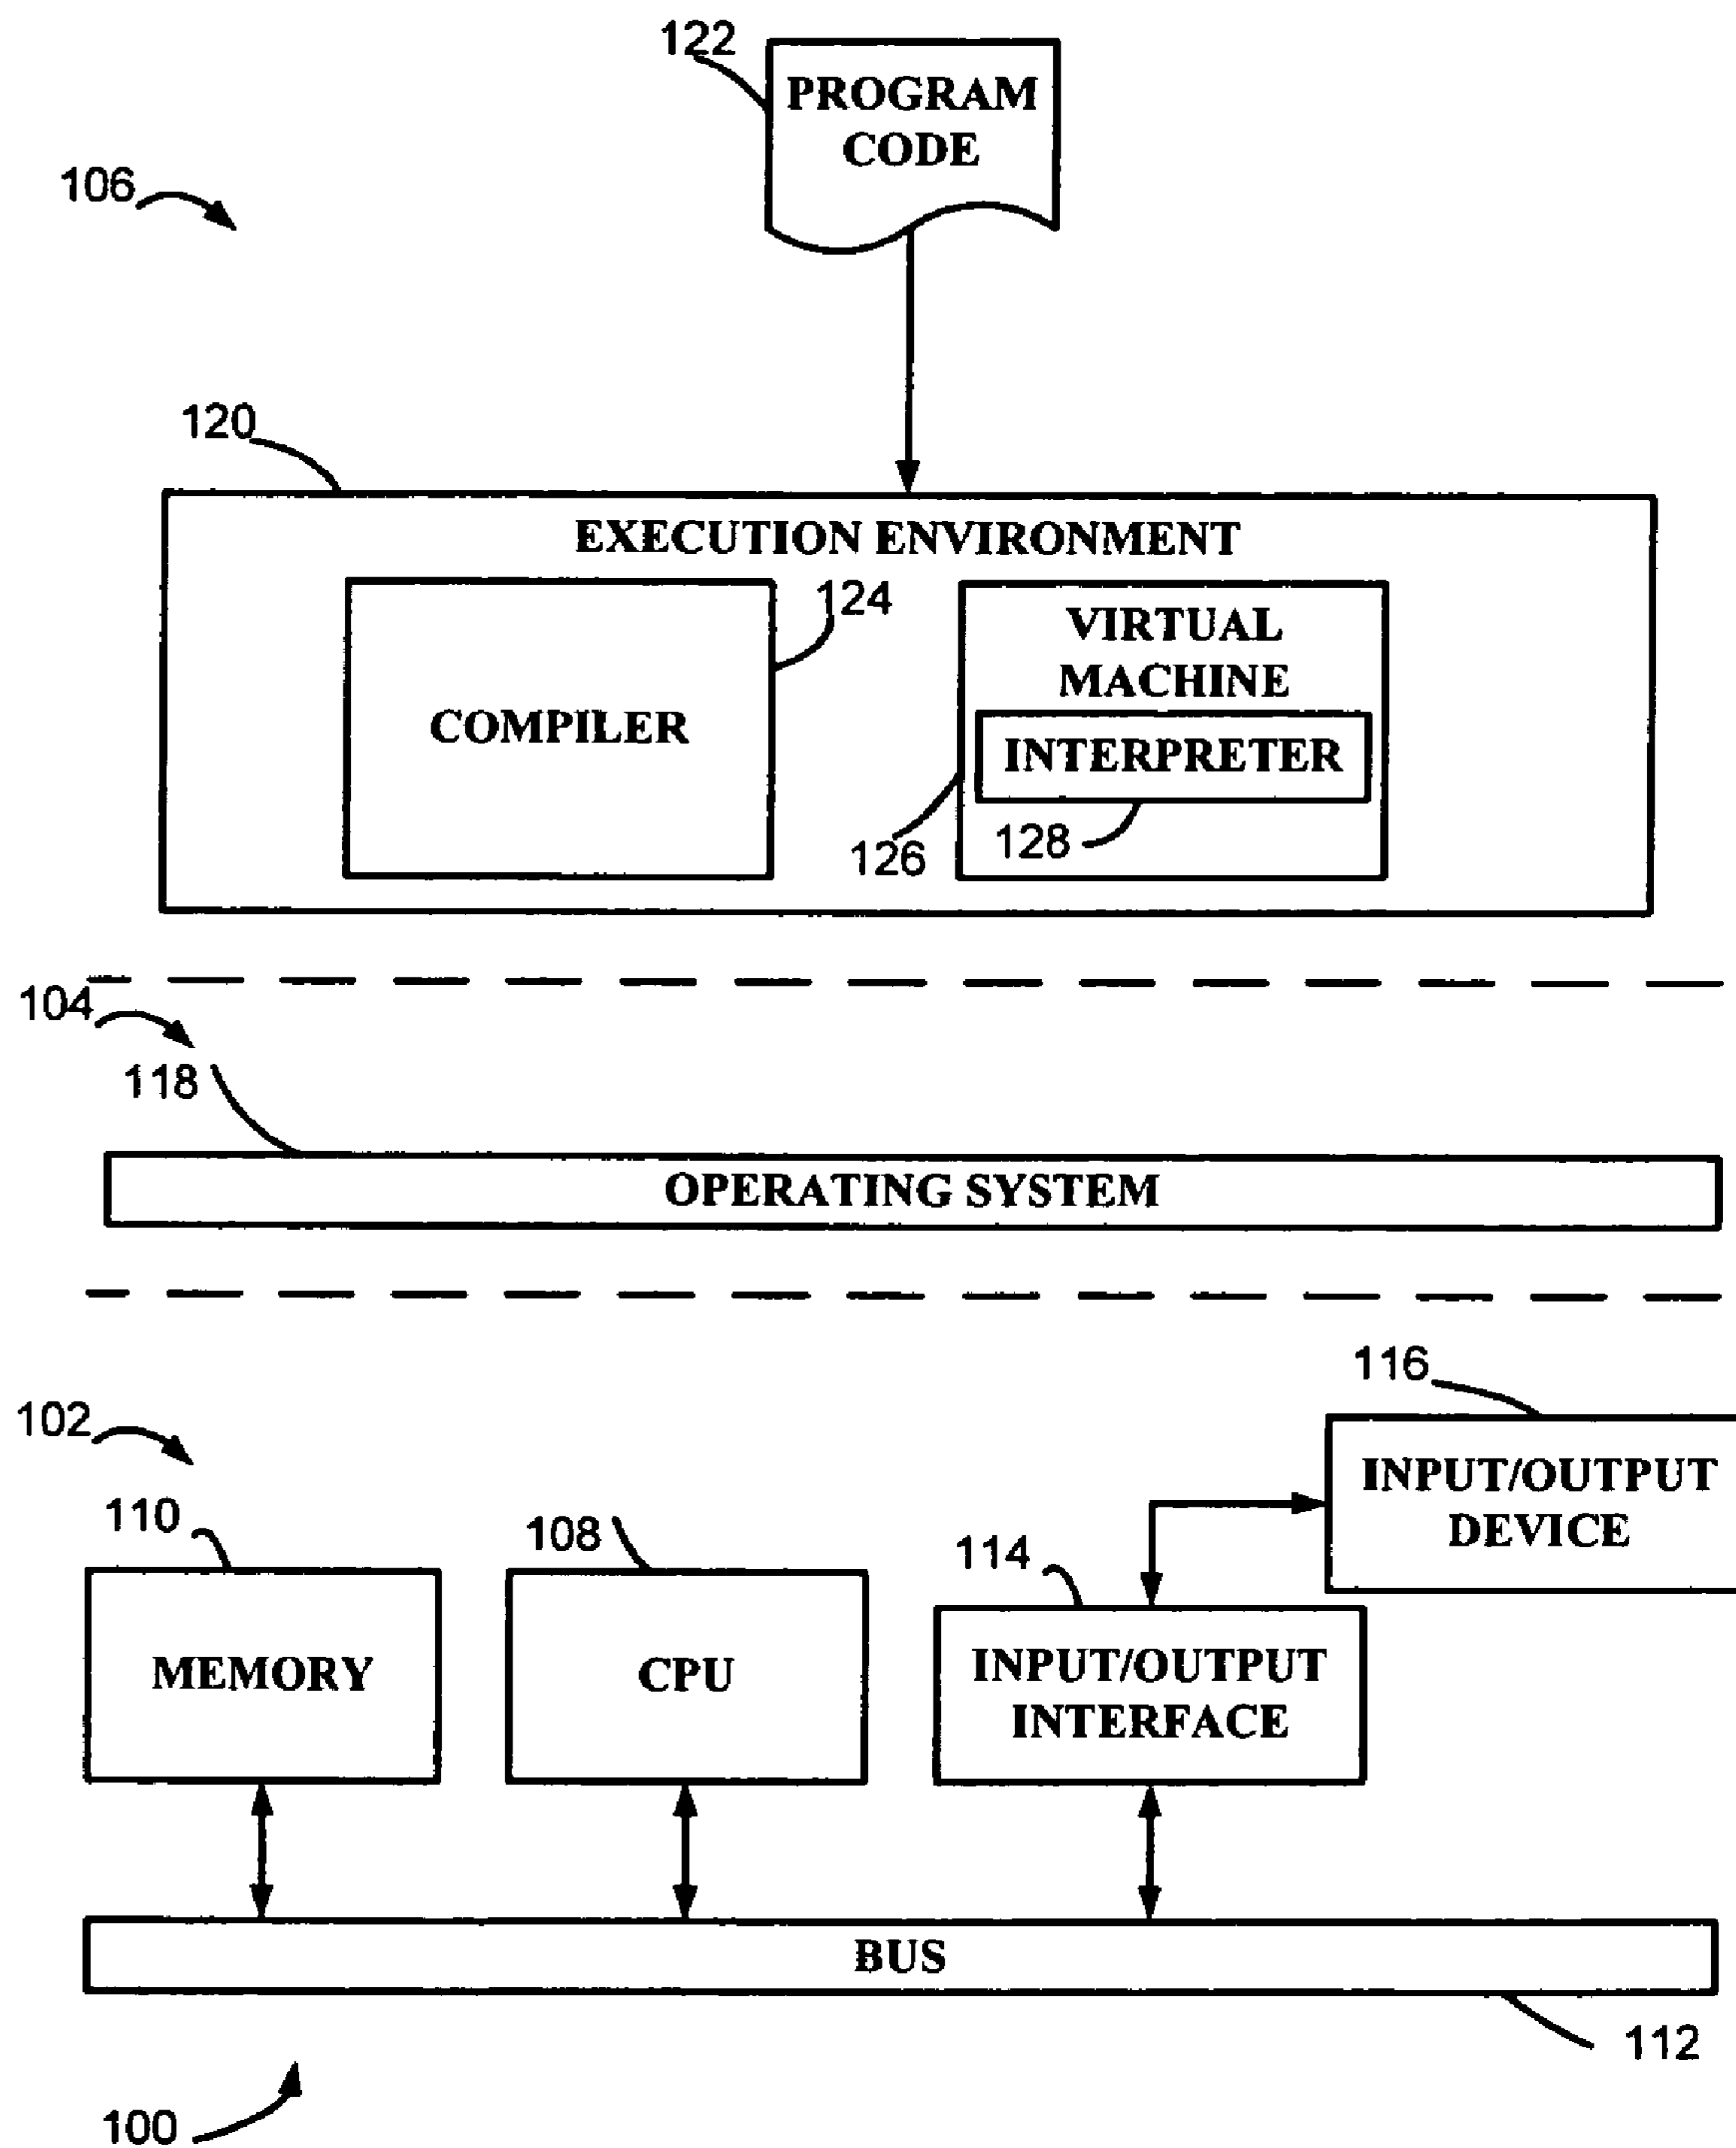 122
PROGRAM
CODE
106
120
EXECUTION ENVIRONMENT
124
COMPILER
VIRTUAL
MACHINE
INTERPRETER
126
128
104
118
OPERATING SYSTEM
102
116
INPUT/OUTPUT
DEVICE
110
108
114
MEMORY
CPU
INPUT/OUTPUT
INTERFACE
BUS
112
100